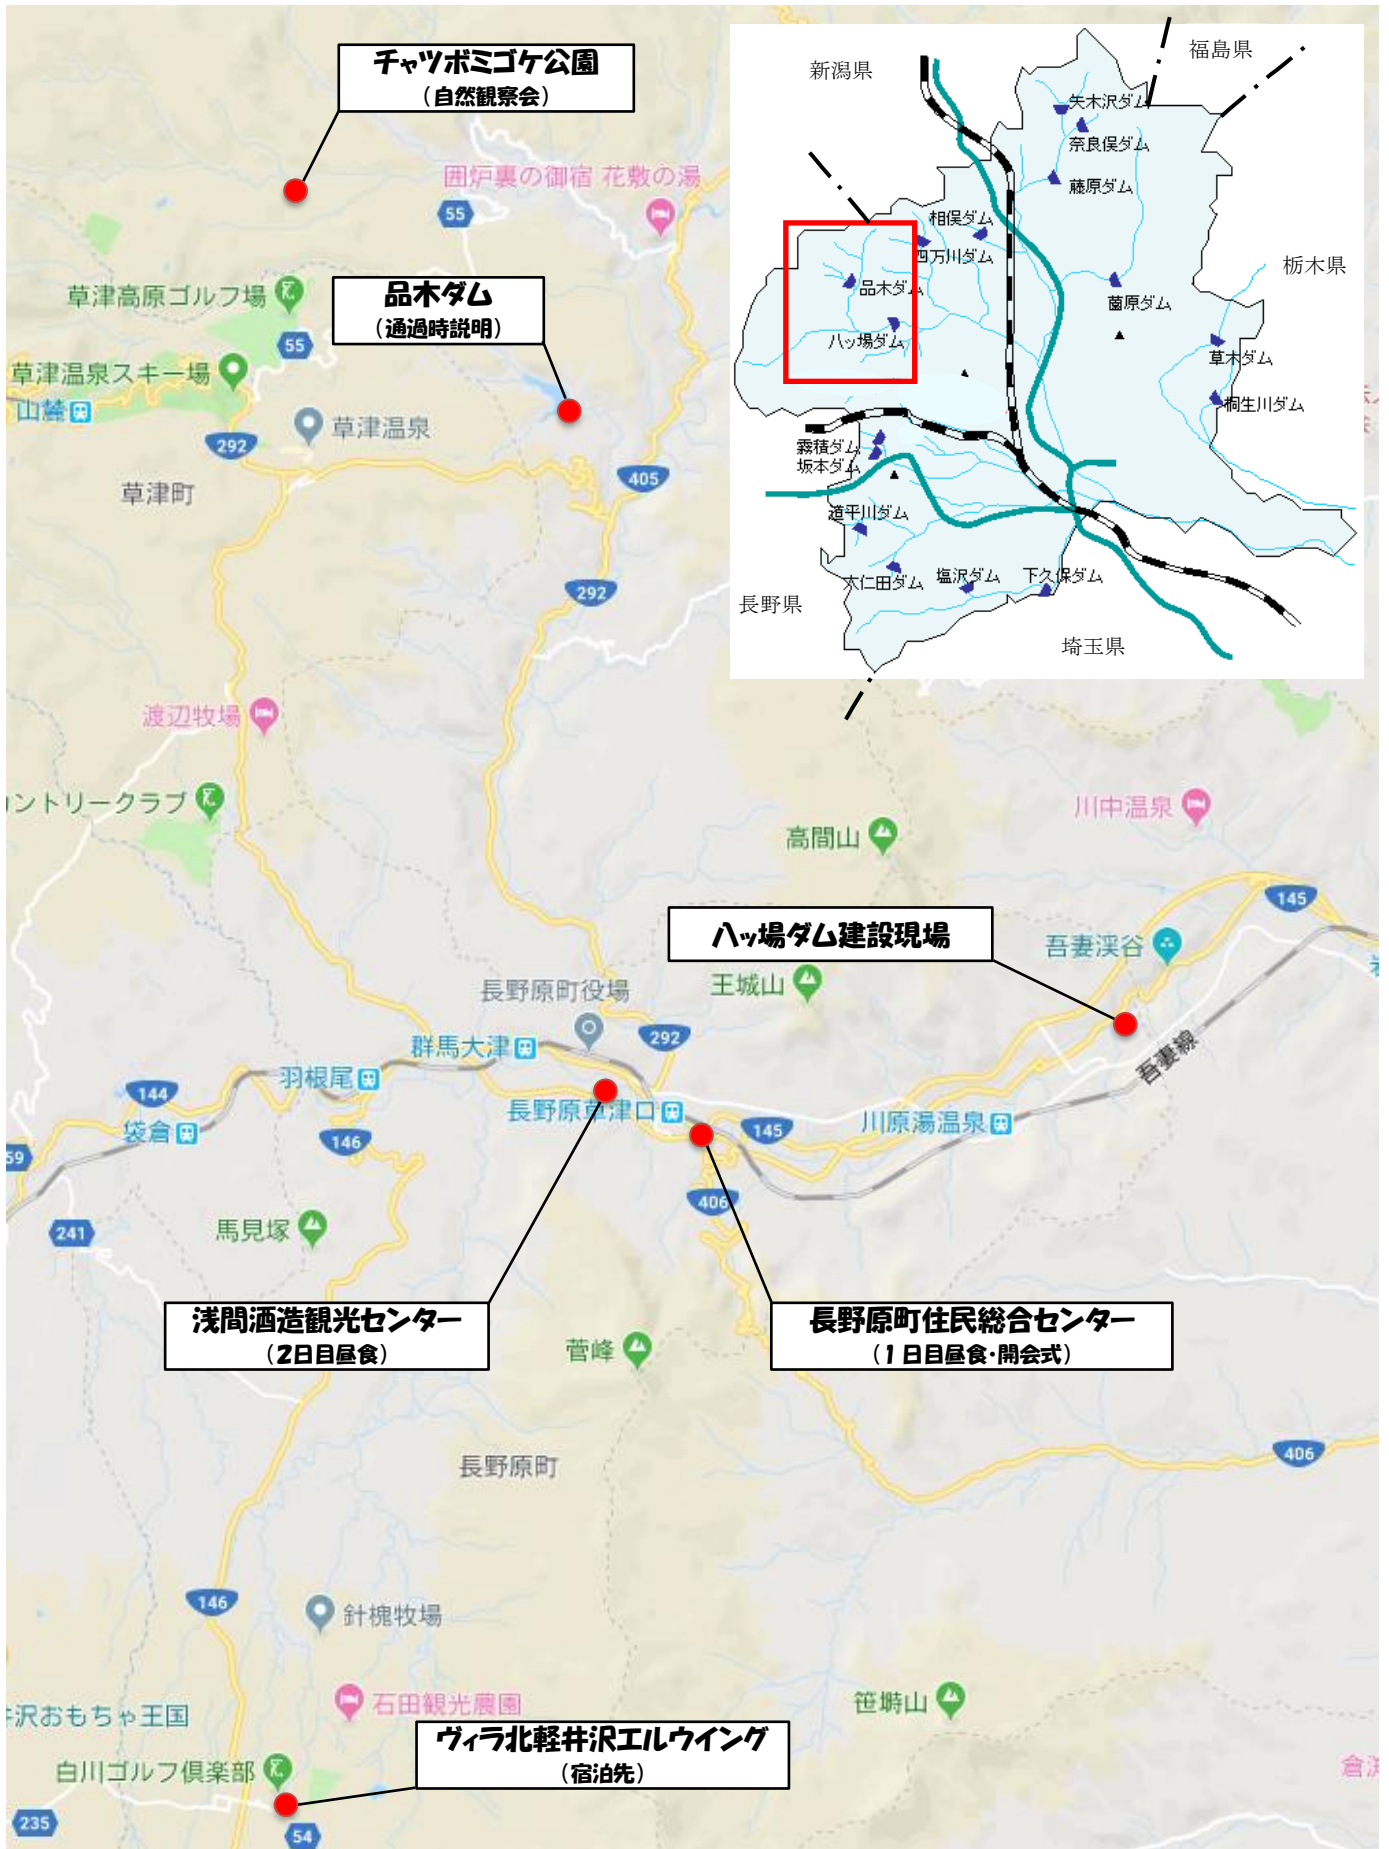 チャツボミゴケ公園
(自然観察会)
新潟県
福島県
矢木沢ダム
奈良俣ダム
藤原ダム
相俣ダム
四万川ダム
栃木県
品木ダム
薗原ダム
八ッ場ダム
草木ダム
桐生川ダム
霧積ダム
坂本ダム
道平川ダム
大仁田ダム
塩沢ダム
下久保ダム
長野県
埼玉県
囲炉裏の御宿 花敷の湯
55
草津高原ゴルフ場
品木ダム
(通過時説明)
55
草津温泉スキー場
山麓
292
草津温泉
405
草津町
292
渡辺牧場
ントリークラブ
川中温泉
高間山
145
八ッ場ダム建設現場
吾妻渓谷
王城山
長野原町役場
292
群馬大津
羽根尾
吾妻線
144
長野原草津口
145
川原湯温泉
袋倉
146
59
406
241
馬見塚
浅間酒造観光センター
(2日目昼食)
長野原町住民総合センター
(1日目昼食・開会式)
菅峰
406
長野原町
146
針槐牧場
石田観光農園
笹塒山
沢おもちゃ王国
ヴィラ北軽井沢エルウイング
(宿泊先)
白川ゴルフ倶楽部
235
54